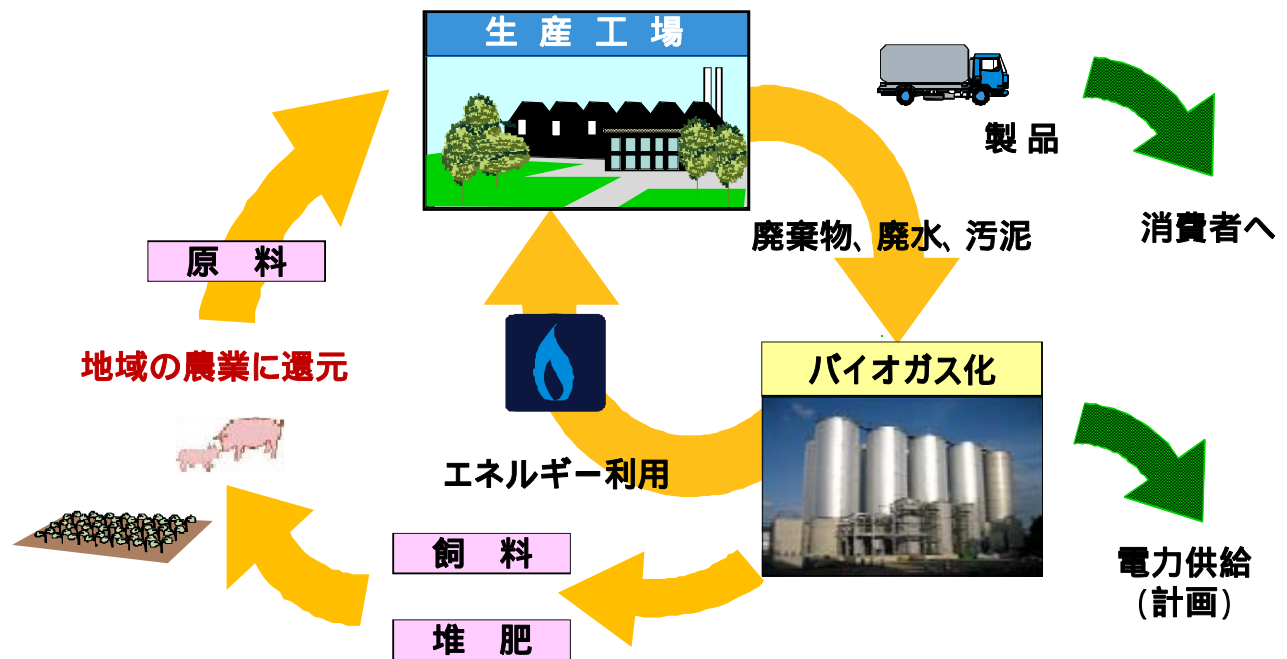 生 産 工 場
製 品
消費者へ
廃棄物、廃水、汚泥
原 料
地域の農業に還元
バイオガス化
エネルギー利用
飼 料
堆 肥
電力供給
(計画)